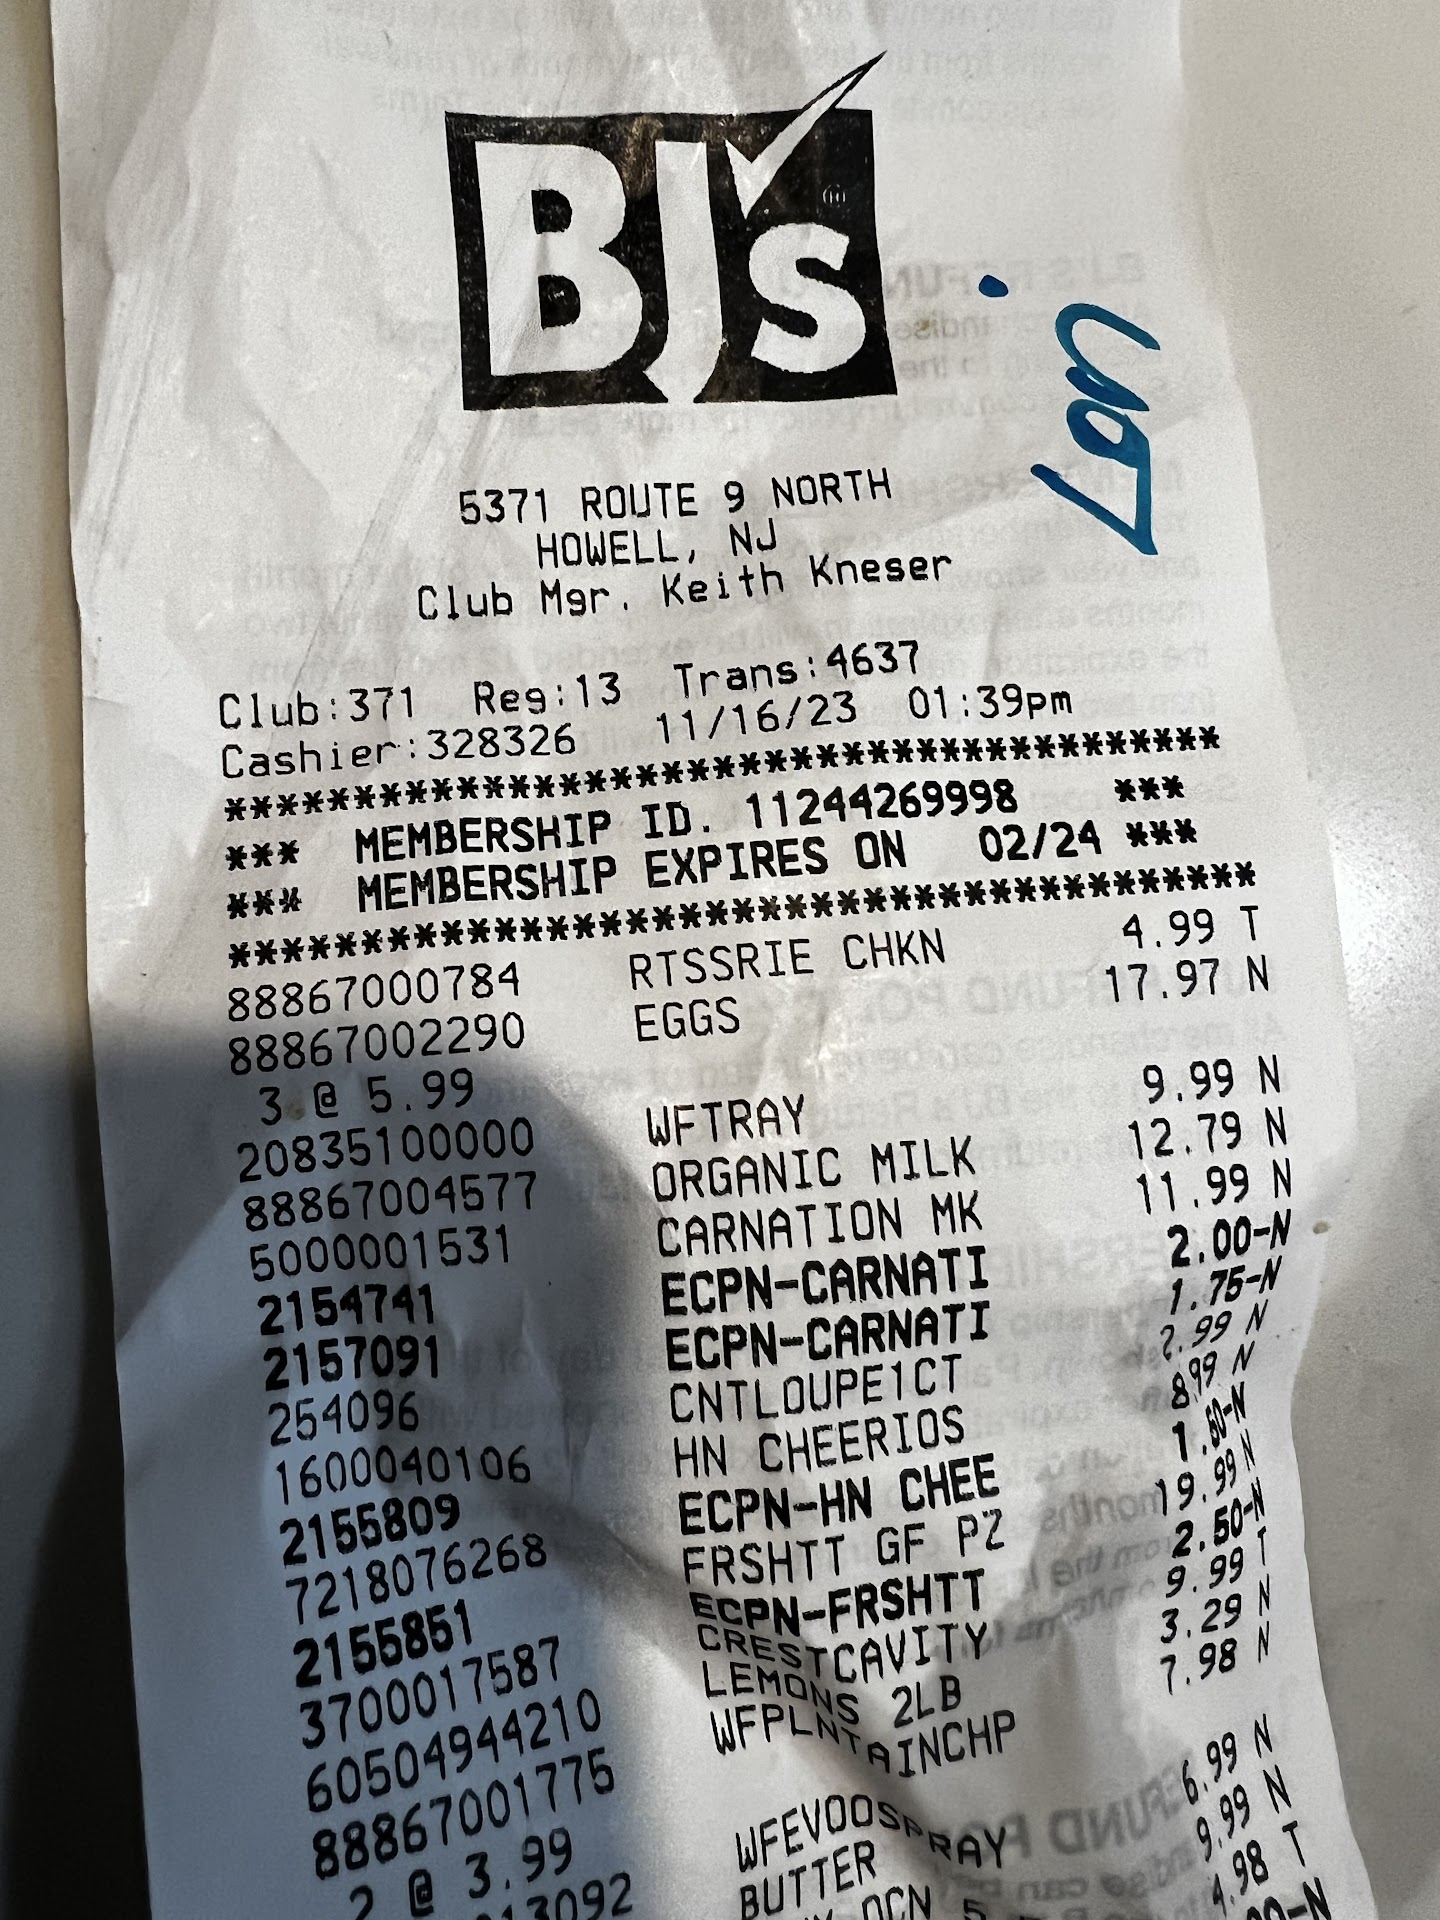 BJ's
5371 ROUTE 9 NORTH
HOWELL, NJ
Club Mgr. Keith Kneser
Club:371 Reg:13 Trans:4637
Cashier:328326 11/16/23 01:39pm
***************************************
*** MEMBERSHIP ID. 11244269998 ***
*** MEMBERSHIP EXPIRES ON 02/24 ***
***************************************
88867000784 RTSSRIE CHKN 4.99 T
88867002290 EGGS 17.97 N
3 @ 5.99
20835100000 WFTRAY 9.99 N
88867004577 ORGANIC MILK 12.79 N
5000001531 CARNATION MK 11.99 N
2154741 ECPN-CARNATI 2.00-N
2157091 ECPN-CARNATI 1.75-N
254096 CNTLOUPE1CT 2.99 N
1600040106 HN CHEERIOS 8.99 N
2155809 ECPN-HN CHEE 1.50-N
7218076268 FRSHTT GF PZ 19.99 N
2155851 ECPN-FRSHTT 2.50-N
3700017587 CRESTCAVITY 9.99 T
60504944210 LEMONS 2LB 3.29 N
88867001775 WFPLNTAINCHP 7.98 N
2 @ 3.99
WFEVOOSPRAY 6.99 N
BUTTER 9.99 N
4.98 T